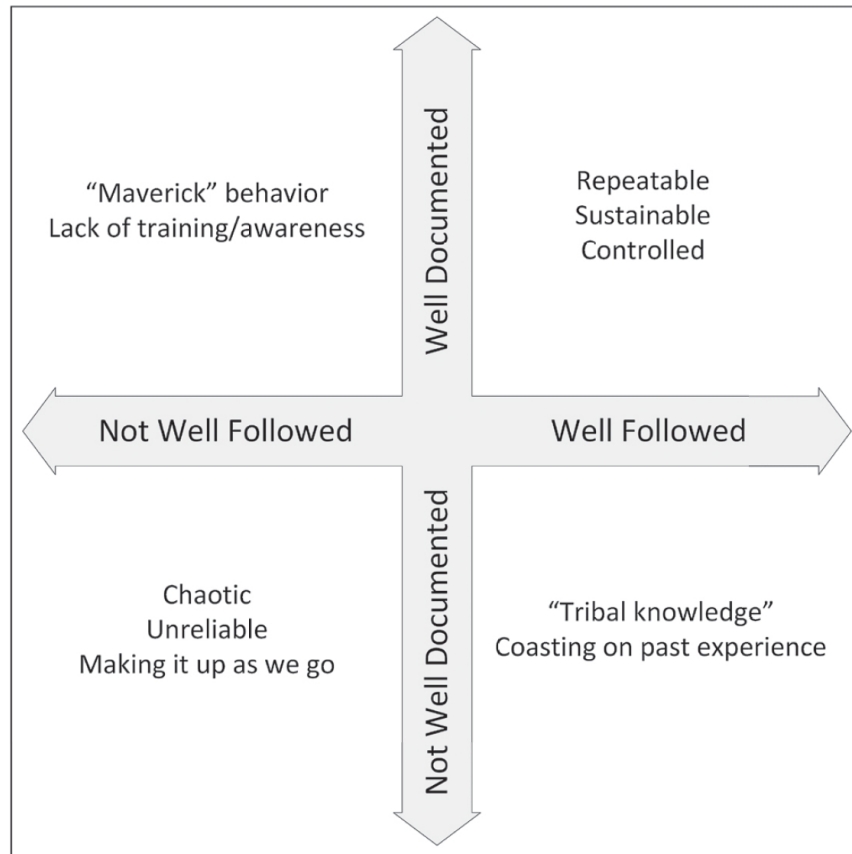 Well Documented
“Maverick” behavior
Lack of training/awareness
Repeatable
Sustainable
Controlled
Not Well Followed
Well Followed
Chaotic
Unreliable
Making it up as we go
“Tribal knowledge”
Coasting on past experience
Not Well Documented